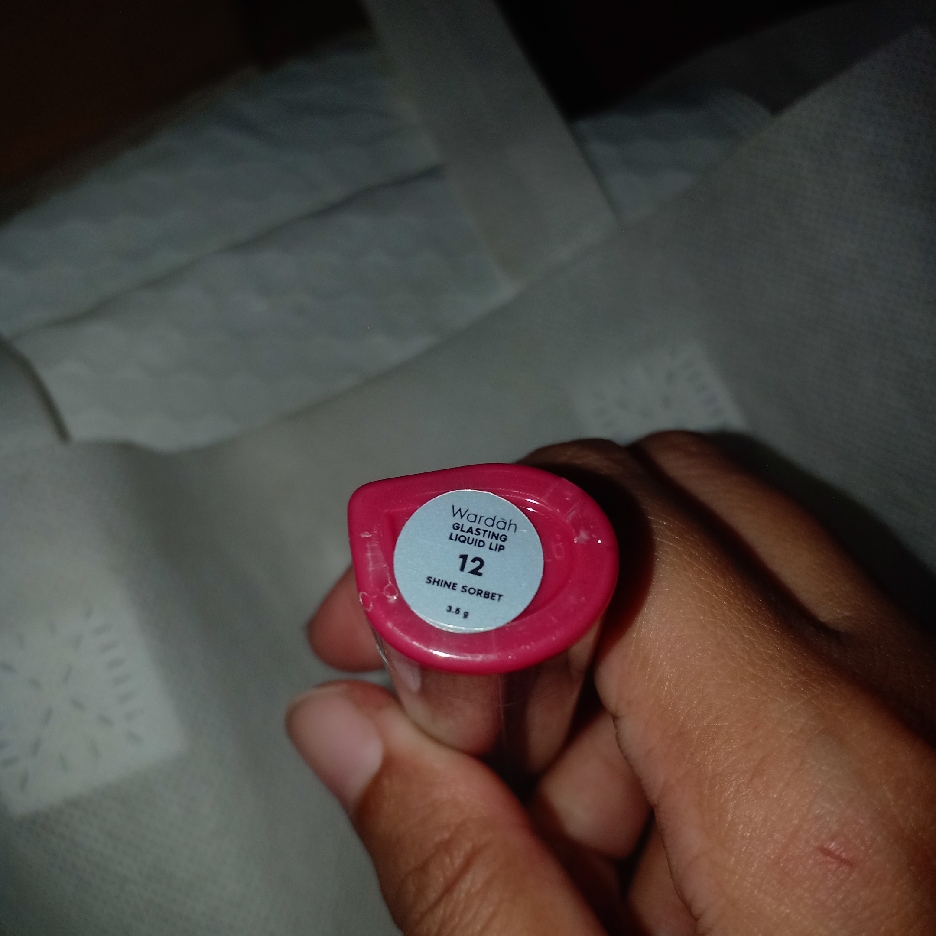 Wardah
GLASTING
LIQUID LIP
12
SHINE SORBET
3.5 g